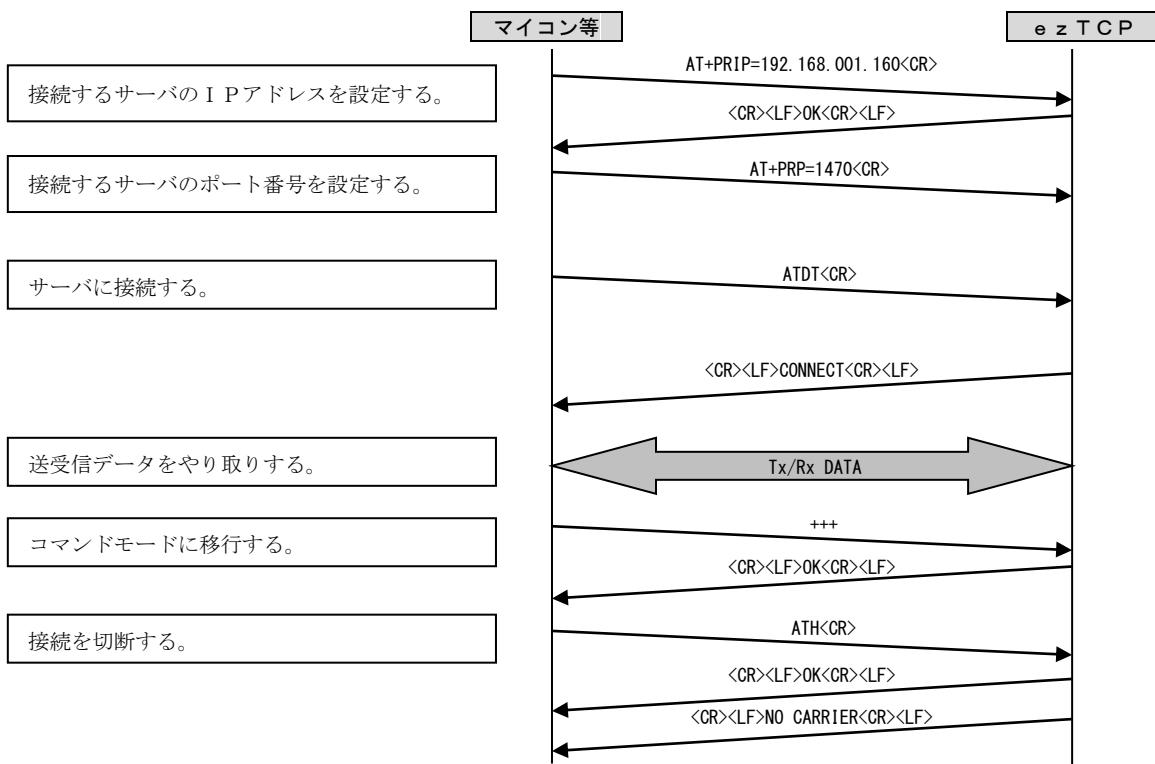 マイコン等
ｅｚＴＣＰ
接続するサーバのＩＰアドレスを設定する。
AT+PRIP=192.168.001.160<CR>
<CR><LF>OK<CR><LF>
接続するサーバのポート番号を設定する。
AT+PRP=1470<CR>
サーバに接続する。
ATDT<CR>
<CR><LF>CONNECT<CR><LF>
送受信データをやり取りする。
Tx/Rx DATA
コマンドモードに移行する。
+++
<CR><LF>OK<CR><LF>
接続を切断する。
ATH<CR>
<CR><LF>OK<CR><LF>
<CR><LF>NO CARRIER<CR><LF>